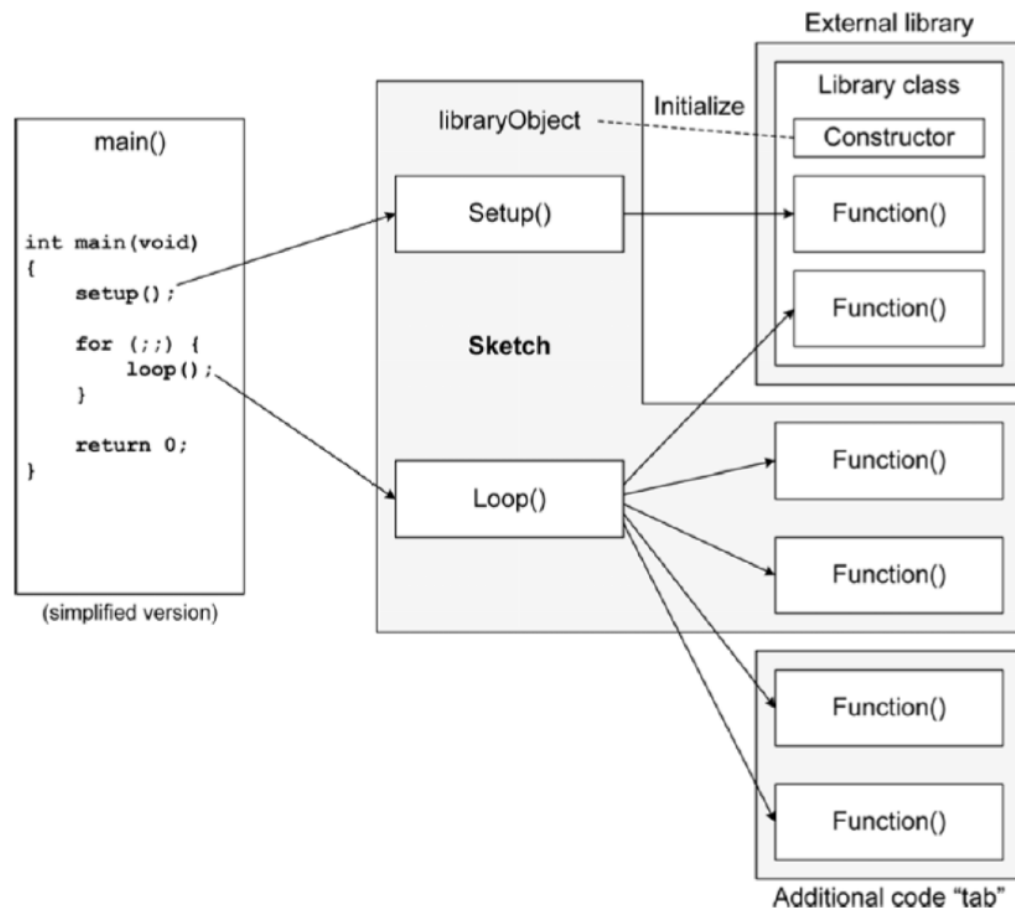 External library
Library class
Constructor
Function()
Function()
Initialize
libraryObject
Setup()
Sketch
Loop()
main()
int main(void)
{
    setup();
    for (;;) {
        loop();
    }
    return 0;
}
(simplified version)
Function()
Function()
Function()
Function()
Additional code “tab”